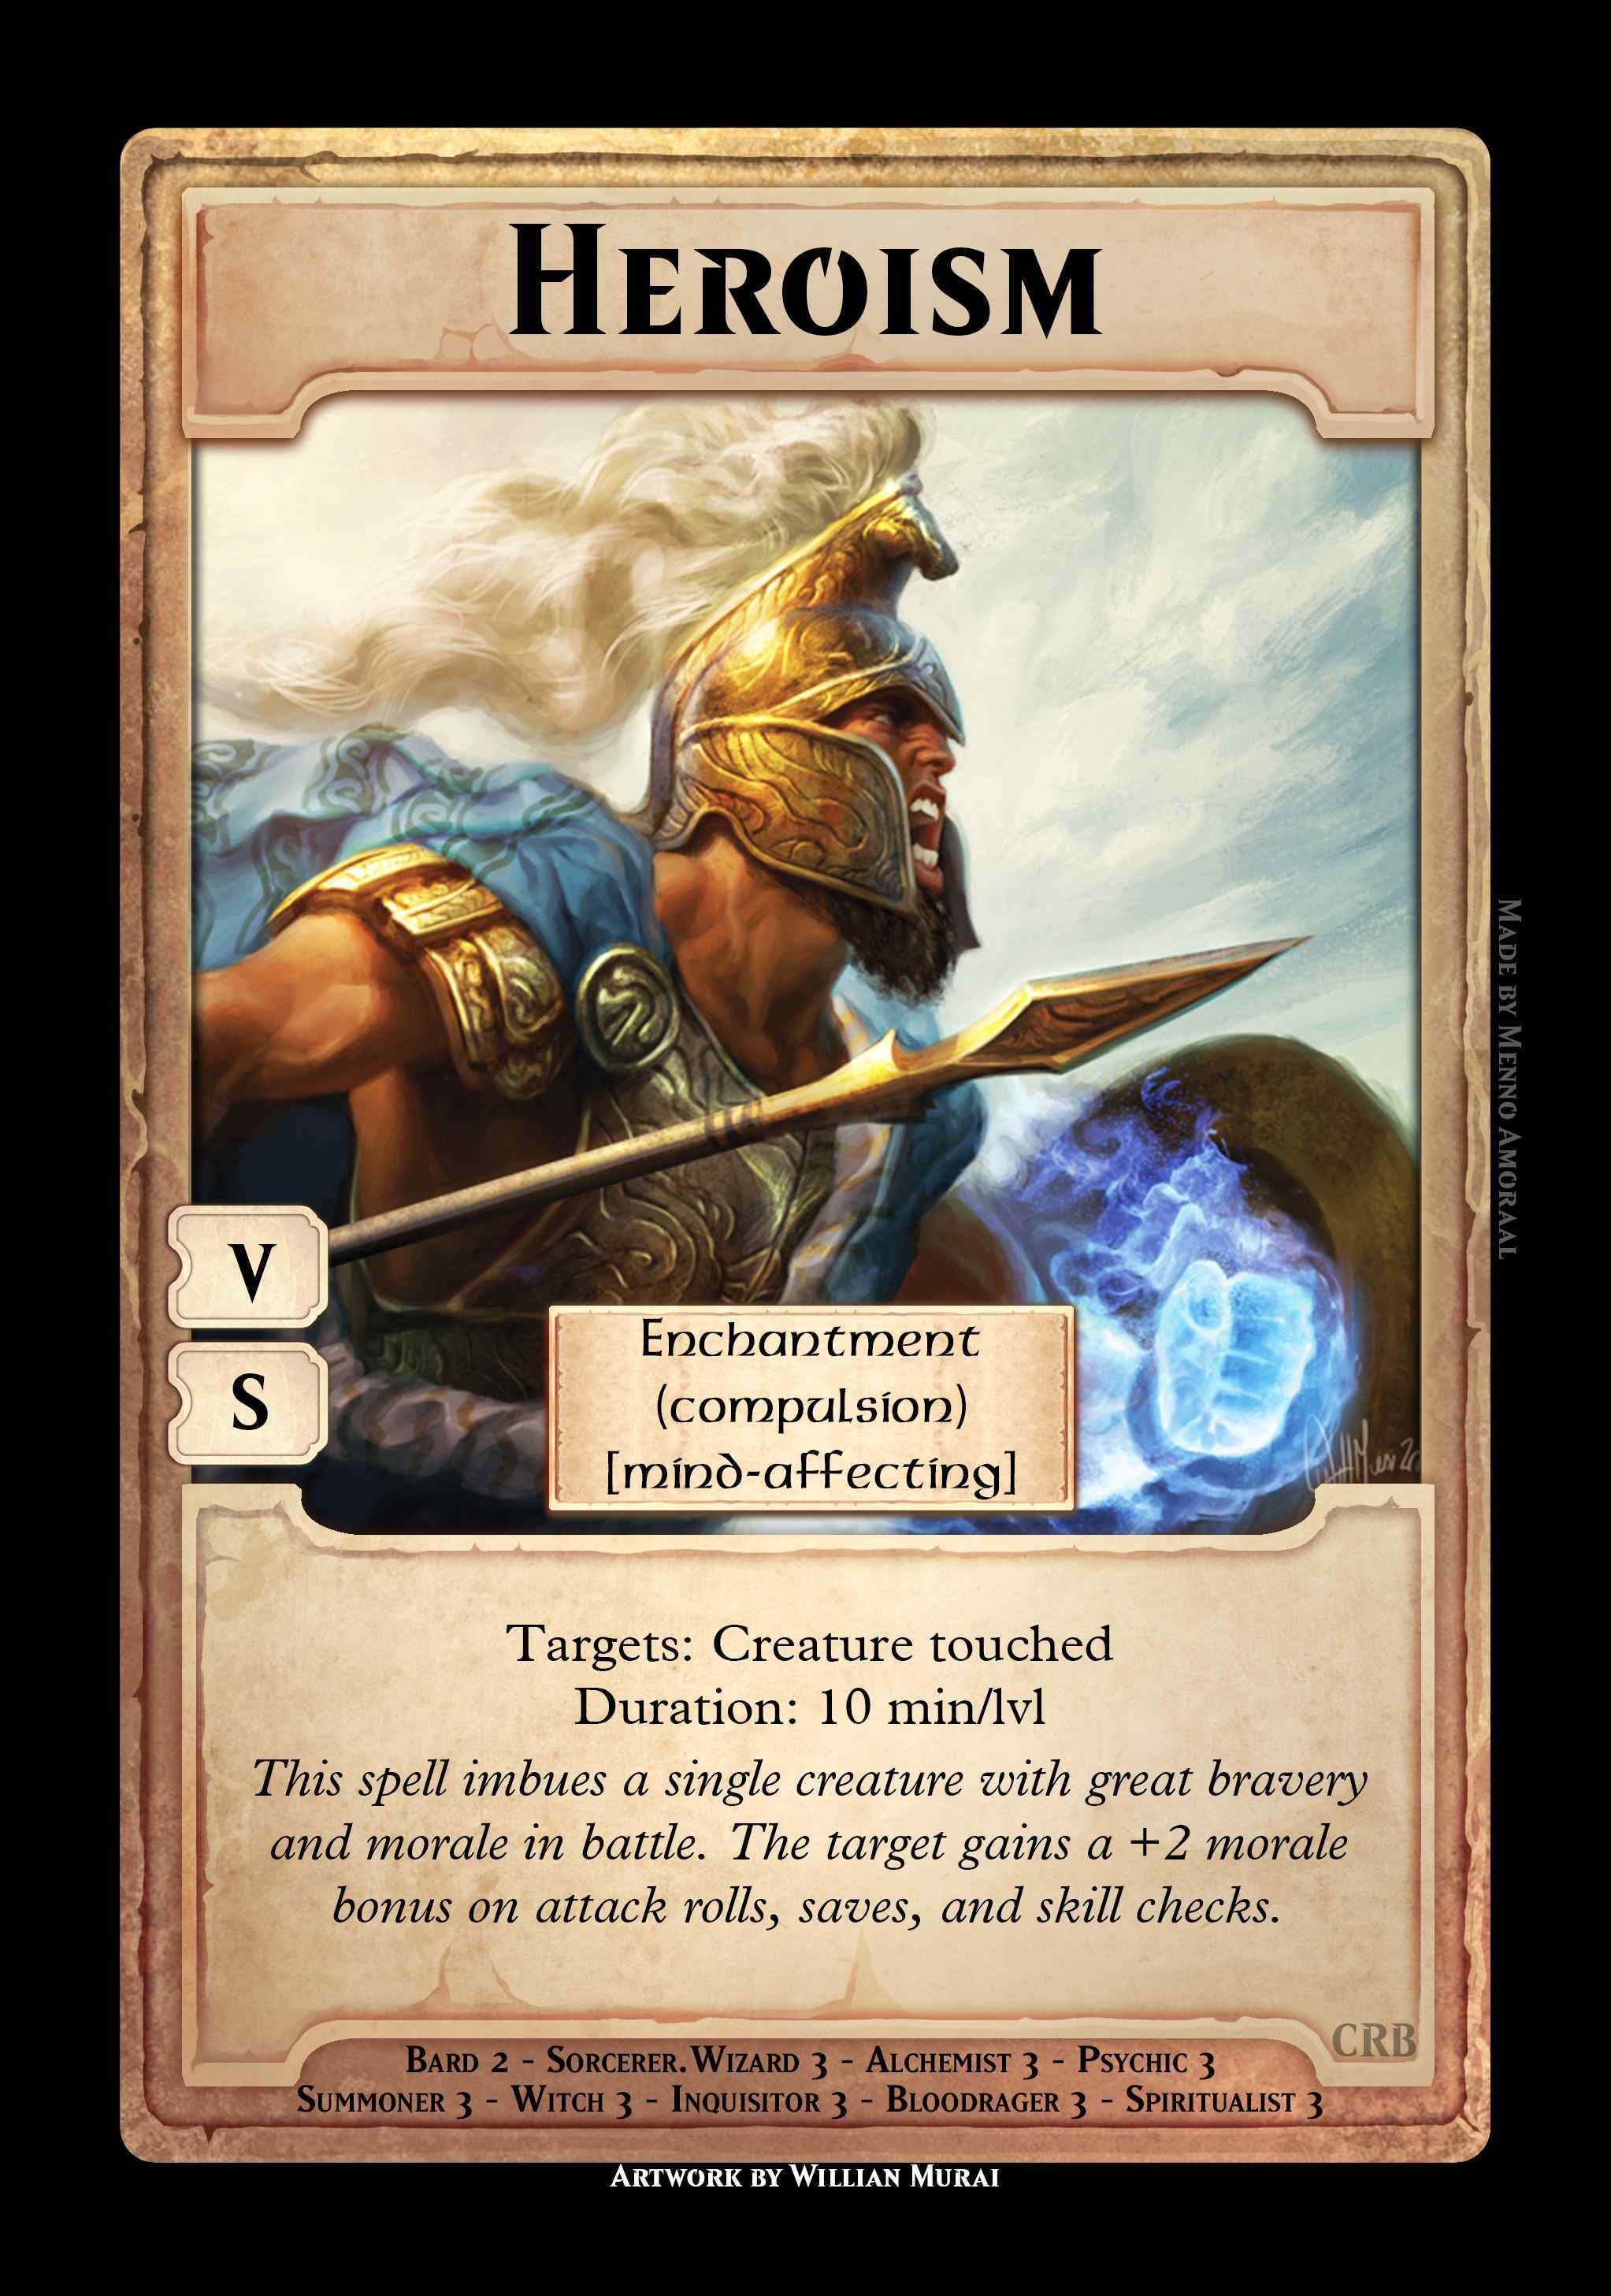 Heroism
V
S
Enchantment
(compulsion)
[mind-affecting]
Targets: Creature touched
Duration: 10 min/lvl
This spell imbues a single creature with great bravery
and morale in battle. The target gains a +2 morale
bonus on attack rolls, saves, and skill checks.
CRB
Bard 2 - Sorcerer.Wizard 3 - Alchemist 3 - Psychic 3
Summoner 3 - Witch 3 - Inquisitor 3 - Bloodrager 3 - Spiritualist 3
Artwork by Willian Murai
Made by Menno Amoraal